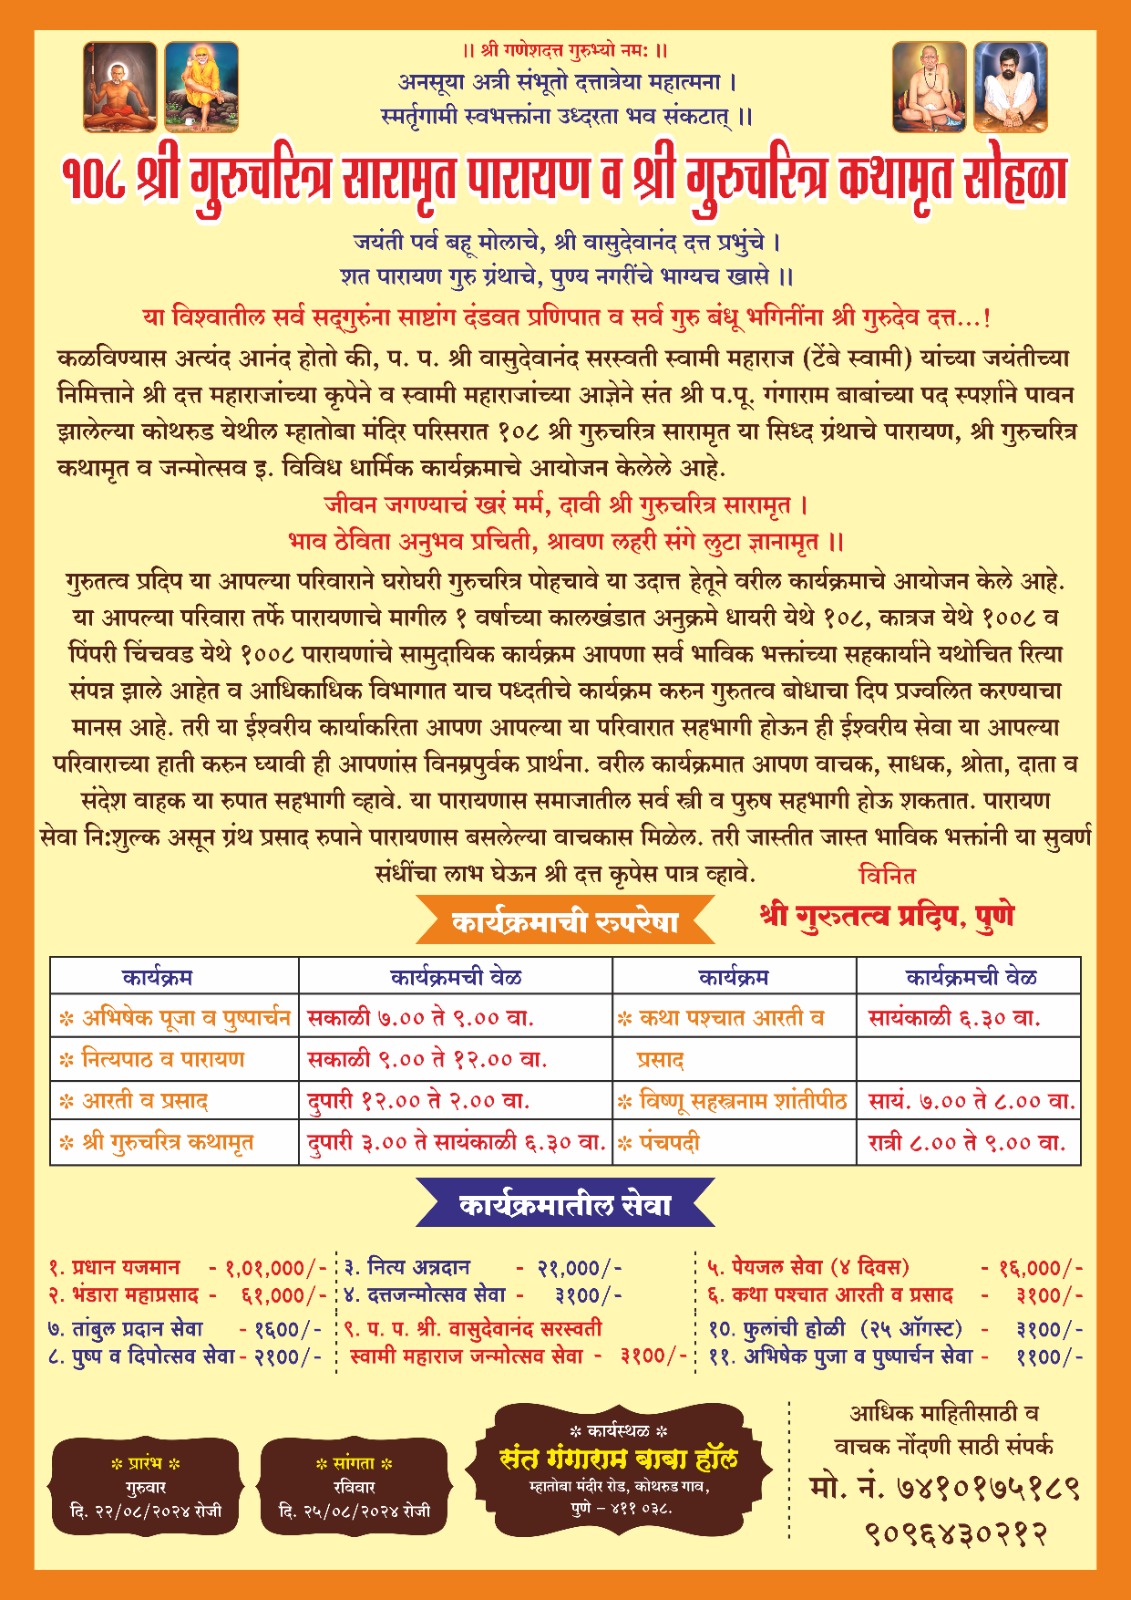 ।। श्री गणेशदत्त गुरुभ्यो नम: ।।
अनसूया अत्री संभूतो दत्तात्रेया महात्मना ।
स्मर्तृगामी स्वभक्तांना उध्दरता भव संकटात् ।।
१०८ श्री गुरुचरित्र सारामृत पारायण व श्री गुरुचरित्र कथामृत सोहळा
जयंती पर्व बहू मोलाचे, श्री वासुदेवानंद दत्त प्रभुंचे ।
शत पारायण गुरु ग्रंथाचे, पुण्य नगरींचे भाग्यच खासे ।।
या विश्वातील सर्व सद्‌गुरुंना साष्टांग दंडवत प्रणिपात व सर्व गुरु बंधू भगिनींना श्री गुरुदेव दत्त...!
कळविण्यास अत्यंद आनंद होतो की, प. प. श्री वासुदेवानंद सरस्वती स्वामी महाराज (टेंबे स्वामी) यांच्या जयंतीच्या
निमित्ताने श्री दत्त महाराजांच्या कृपेने व स्वामी महाराजांच्या आज्ञेने संत श्री प.पू. गंगाराम बाबांच्या पद स्पर्शाने पावन
झालेल्या कोथरुड येथील म्हातोबा मंदिर परिसरात १०८ श्री गुरुचरित्र सारामृत या सिध्द ग्रंथाचे पारायण, श्री गुरुचरित्र
कथामृत व जन्मोत्सव इ. विविध धार्मिक कार्यक्रमाचे आयोजन केलेले आहे.
जीवन जगण्याचं खरं मर्म, दावी श्री गुरुचरित्र सारामृत ।
भाव ठेविता अनुभव प्रचिती, श्रावण लहरी संगे लुटा ज्ञानामृत ।।
गुरुतत्व प्रदिप या आपल्या परिवाराने घरोघरी गुरुचरित्र पोहचावे या उदात्त हेतूने वरील कार्यक्रमाचे आयोजन केले आहे.
या आपल्या परिवारा तर्फे पारायणाचे मागील १ वर्षाच्या कालखंडात अनुक्रमे धायरी येथे १०८, कात्रज येथे १००८ व
पिंपरी चिंचवड येथे १००८ पारायणांचे सामुदायिक कार्यक्रम आपणा सर्व भाविक भक्तांच्या सहकार्याने यथोचित रित्या
संपन्न झाले आहेत व आधिकाधिक विभागात याच पध्दतीचे कार्यक्रम करुन गुरुतत्व बोधाचा दिप प्रज्वलित करण्याचा
मानस आहे. तरी या ईश्वरीय कार्याकरिता आपण आपल्या या परिवारात सहभागी होऊन ही ईश्वरीय सेवा या आपल्या
परिवाराच्या हाती करुन घ्यावी ही आपणांस विनम्रपुर्वक प्रार्थना. वरील कार्यक्रमात आपण वाचक, साधक, श्रोता, दाता व
संदेश वाहक या रुपात सहभागी व्हावे. या पारायणास समाजातील सर्व स्त्री व पुरुष सहभागी होऊ शकतात. पारायण
सेवा नि:शुल्क असून ग्रंथ प्रसाद रुपाने पारायणास बसलेल्या वाचकास मिळेल. तरी जास्तीत जास्त भाविक भक्तांनी या सुवर्ण
संधींचा लाभ घेऊन श्री दत्त कृपेस पात्र व्हावे.
विनित
श्री गुरुतत्व प्रदिप, पुणे
कार्यक्रमाची रुपरेषा
कार्यक्रम कार्यक्रमची वेळ कार्यक्रम कार्यक्रमची वेळ
✲ अभिषेक पूजा व पुष्पार्चन सकाळी ७.०० ते ९.०० वा. ✲ कथा पश्चात आरती व सायंकाळी ६.३० वा.
✲ नित्यपाठ व पारायण सकाळी ९.०० ते १२.०० वा. प्रसाद
✲ आरती व प्रसाद दुपारी १२.०० ते २.०० वा. ✲ विष्णू सहस्त्रनाम शांतीपीठ सायं. ७.०० ते ८.०० वा.
✲ श्री गुरुचरित्र कथामृत दुपारी ३.०० ते सायंकाळी ६.३० वा. ✲ पंचपदी रात्री ८.०० ते ९.०० वा.
कार्यक्रमातील सेवा
१. प्रधान यजमान - १,०१,०००/- ३. नित्य अन्नदान - २१,०००/- ५. पेयजल सेवा (४ दिवस) - १६,०००/-
२. भंडारा महाप्रसाद - ६१,०००/- ४. दत्तजन्मोत्सव सेवा - ३१००/- ६. कथा पश्चात आरती व प्रसाद - ३१००/-
७. तांबुल प्रदान सेवा - १६००/- ९. प. प. श्री. वासुदेवानंद सरस्वती १०. फुलांची होळी (२५ ऑगस्ट) - ३१००/-
८. पुष्प व दिपोत्सव सेवा - २१००/- स्वामी महाराज जन्मोत्सव सेवा - ३१००/- ११. अभिषेक पुजा व पुष्पार्चन सेवा - ११००/-
✲ प्रारंभ ✲
गुरुवार
दि. २२/०८/२०२४ रोजी
✲ सांगता ✲
रविवार
दि. २५/०८/२०२४ रोजी
✲ कार्यस्थळ ✲
संत गंगाराम बाबा हॉल
म्हातोबा मंदीर रोड, कोथरुड गाव,
पुणे – ४११ ०३८.
आधिक माहितीसाठी व
वाचक नोंदणी साठी संपर्क
मो. नं. ७४१०१७५१८९
९०९६४३०२१२